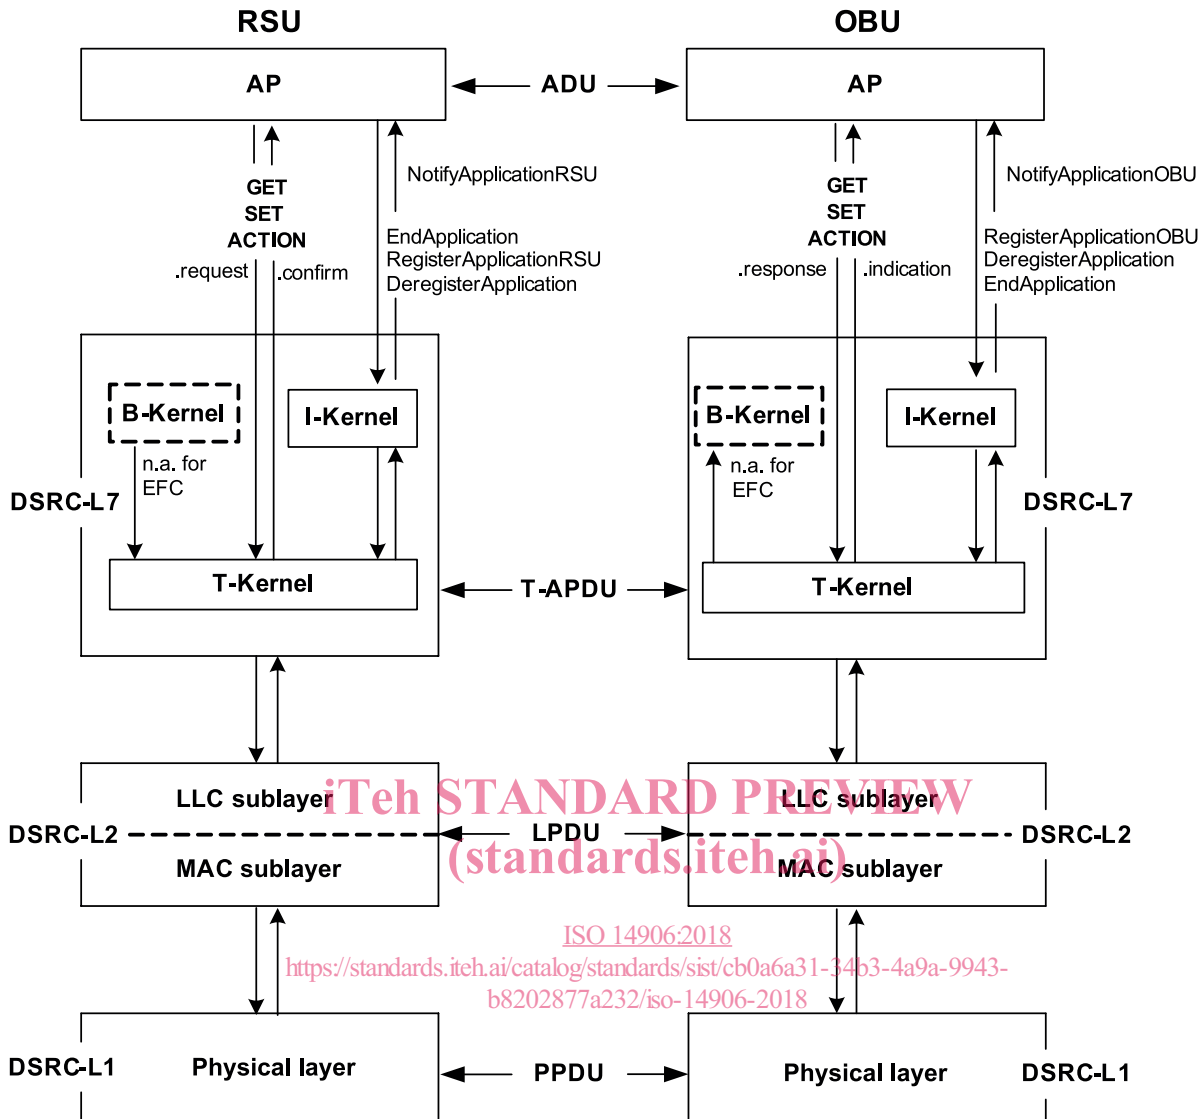 RSU
OBU
AP
ADU
AP
GET
SET
ACTION
.request
.confirm
NotifyApplicationRSU
EndApplication
RegisterApplicationRSU
DeregisterApplication
GET
SET
ACTION
.response
.indication
NotifyApplicationOBU
RegisterApplicationOBU
DeregisterApplication
EndApplication
B-Kernel
I-Kernel
n.a. for
EFC
DSRC-L7
T-Kernel
T-APDU
B-Kernel
I-Kernel
n.a. for
EFC
DSRC-L7
T-Kernel
LLC sublayer
iTeh STANDARD PREVIEW
LLC sublayer
DSRC-L2
LPDU
DSRC-L2
MAC sublayer
(standards.iteh.ai)
MAC sublayer
ISO 14906:2018
https://standards.iteh.ai/catalog/standards/sist/cb0a6a31-34b3-4a9a-9943-
b8202877a232/iso-14906-2018
DSRC-L1
Physical layer
PPDU
Physical layer
DSRC-L1